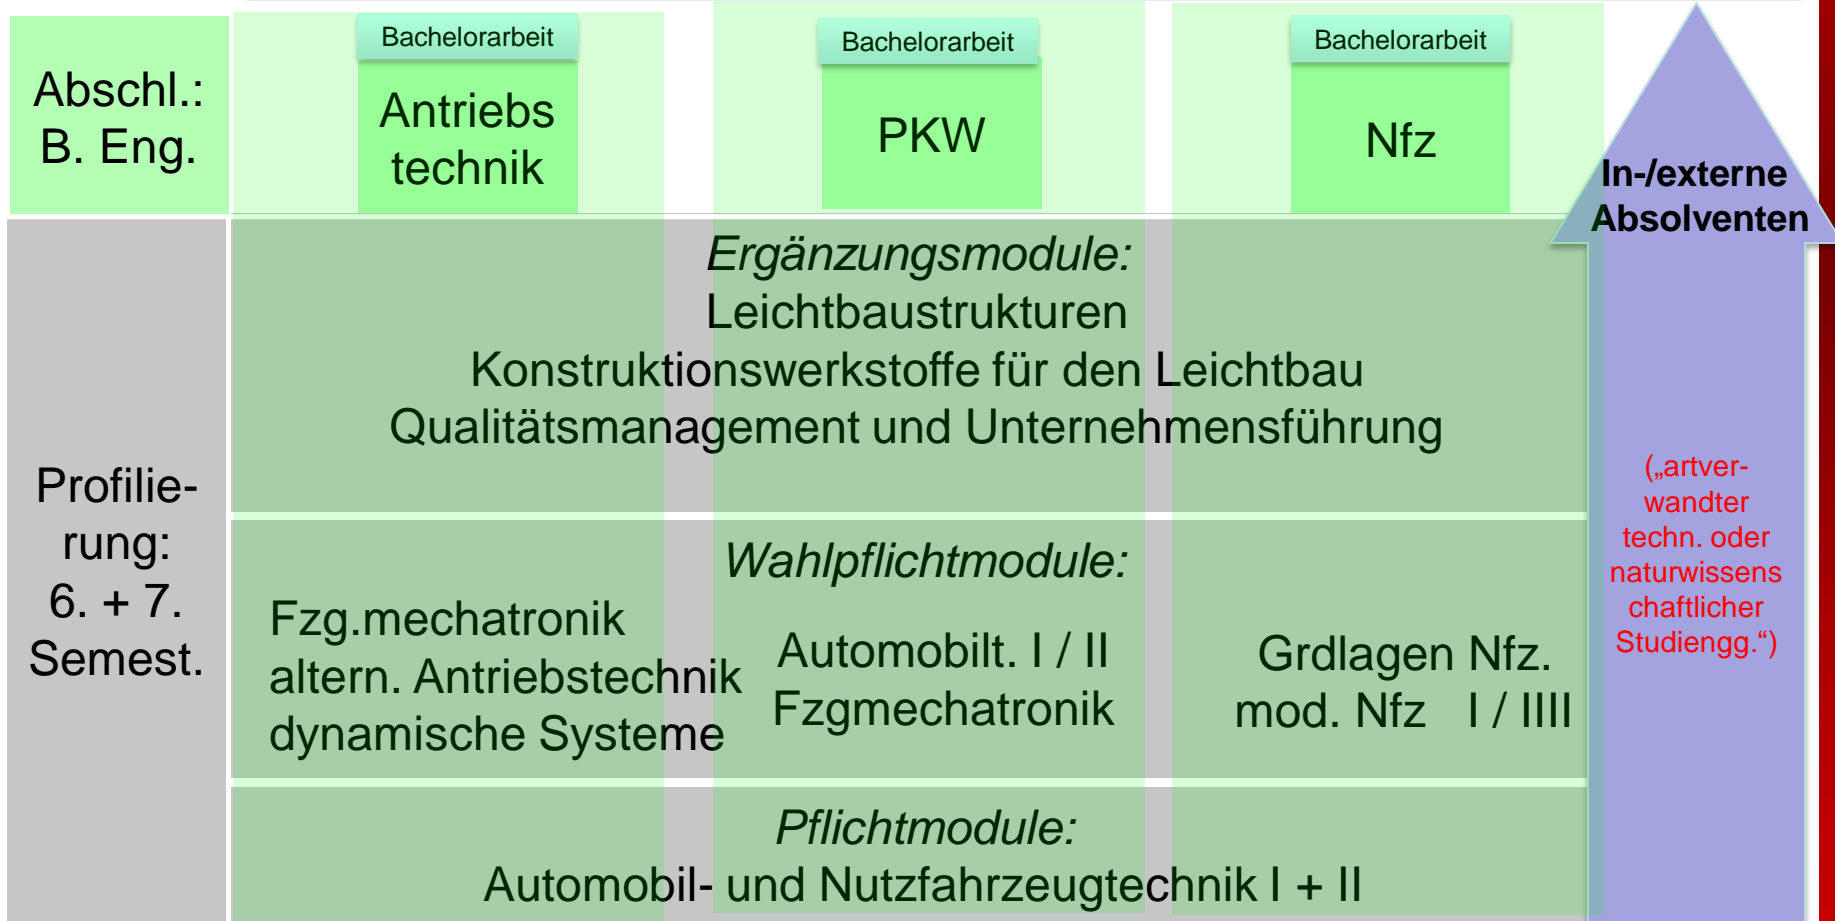 Abschl.:
B. Eng.
Bachelorarbeit
Antriebs
technik
Bachelorarbeit
PKW
Bachelorarbeit
Nfz
In-/externe
Absolventen
Profilie-
rung:
6. + 7.
Semest.
Ergänzungsmodule:
Leichtbaustrukturen
Konstruktionswerkstoffe für den Leichtbau
Qualitätsmanagement und Unternehmensführung
Wahlpflichtmodule:
Fzg.mechatronik
altern. Antriebstechnik
dynamische Systeme
Automobilt. I / II
Fzgmechatronik
Grdlagen Nfz.
mod. Nfz I / IIII
(„artver-
wandter
techn. oder
naturwissens
chaftlicher
Studiengg.“)
Pflichtmodule:
Automobil- und Nutzfahrzeugtechnik I + II